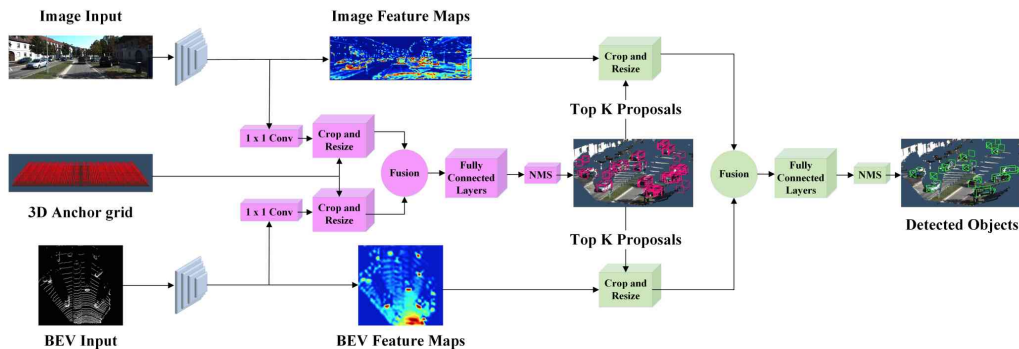 Image Input
Image Feature Maps
Crop and
Resize
Top K Proposals
1 x 1 Conv
Crop and
Resize
3D Anchor grid
Fusion
Fully
Connected
Layers
NMS
Fusion
Fully
Connected
Layers
NMS
Detected Objects
1 x 1 Conv
Crop and
Resize
Top K Proposals
Crop and
Resize
BEV Input
BEV Feature Maps